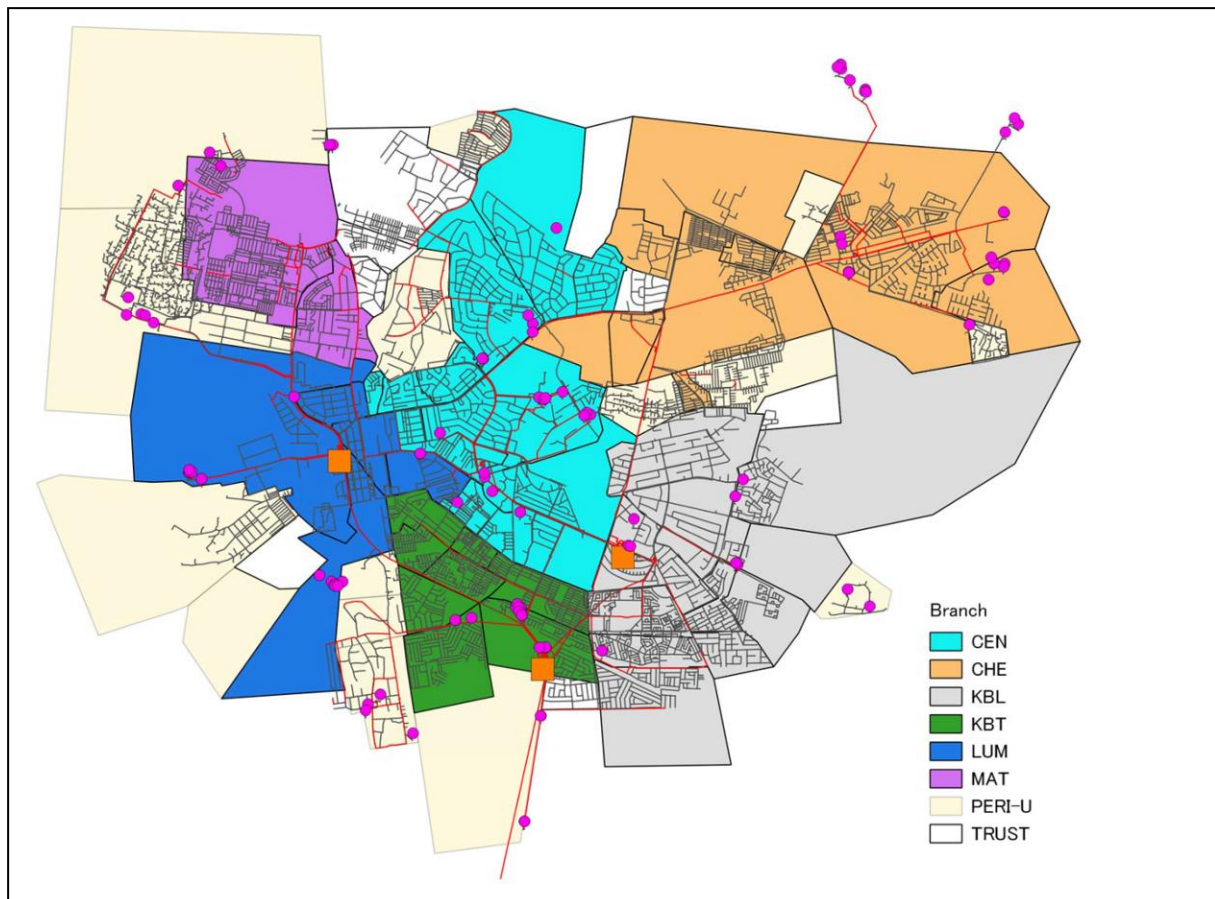 Branch
CEN
CHE
KBL
KBT
LUM
MAT
PERI-U
TRUST